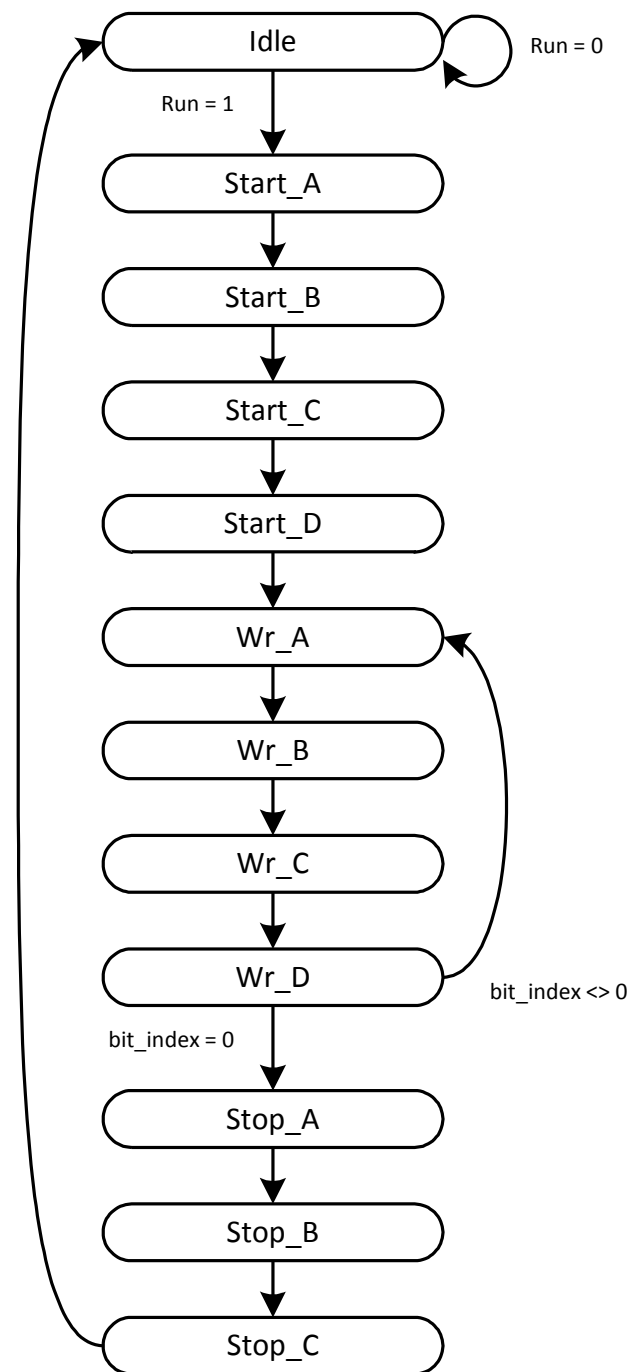 Idle
Run = 0
Run = 1
Start_A
Start_B
Start_C
Start_D
Wr_A
Wr_B
Wr_C
Wr_D
bit_index <> 0
bit_index = 0
Stop_A
Stop_B
Stop_C